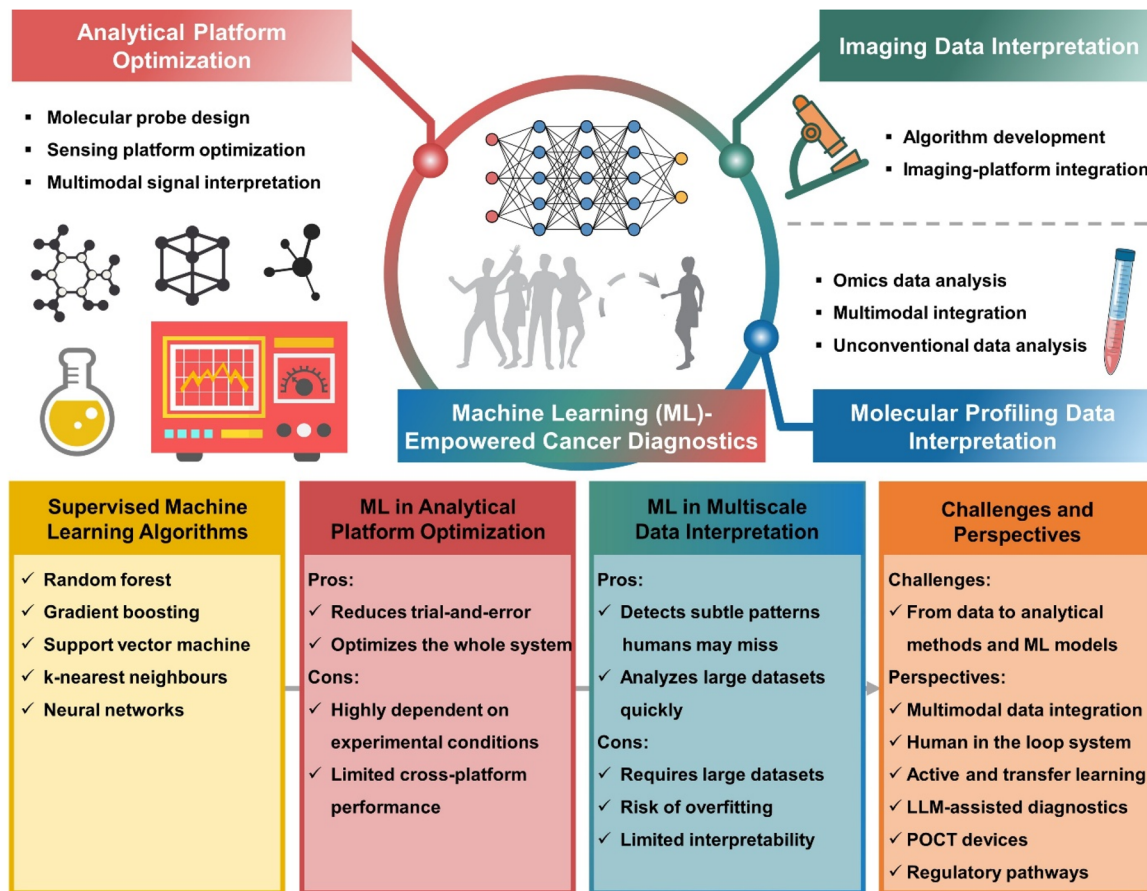 Analytical Platform
Optimization
▪ Molecular probe design
▪ Sensing platform optimization
▪ Multimodal signal interpretation
Imaging Data Interpretation
▪ Algorithm development
▪ Imaging-platform integration
▪ Omics data analysis
▪ Multimodal integration
▪ Unconventional data analysis
Molecular Profiling Data
Interpretation
Machine Learning (ML)-
Empowered Cancer Diagnostics
Supervised Machine
Learning Algorithms
✓ Random forest
✓ Gradient boosting
✓ Support vector machine
✓ k-nearest neighbours
✓ Neural networks
ML in Analytical
Platform Optimization
Pros:
✓ Reduces trial-and-error
✓ Optimizes the whole system
Cons:
✓ Highly dependent on
experimental conditions
✓ Limited cross-platform
performance
ML in Multiscale
Data Interpretation
Pros:
✓ Detects subtle patterns
humans may miss
✓ Analyzes large datasets
quickly
Cons:
✓ Requires large datasets
✓ Risk of overfitting
✓ Limited interpretability
Challenges and
Perspectives
Challenges:
✓ From data to analytical
methods and ML models
Perspectives:
✓ Multimodal data integration
✓ Human in the loop system
✓ Active and transfer learning
✓ LLM-assisted diagnostics
✓ POCT devices
✓ Regulatory pathways